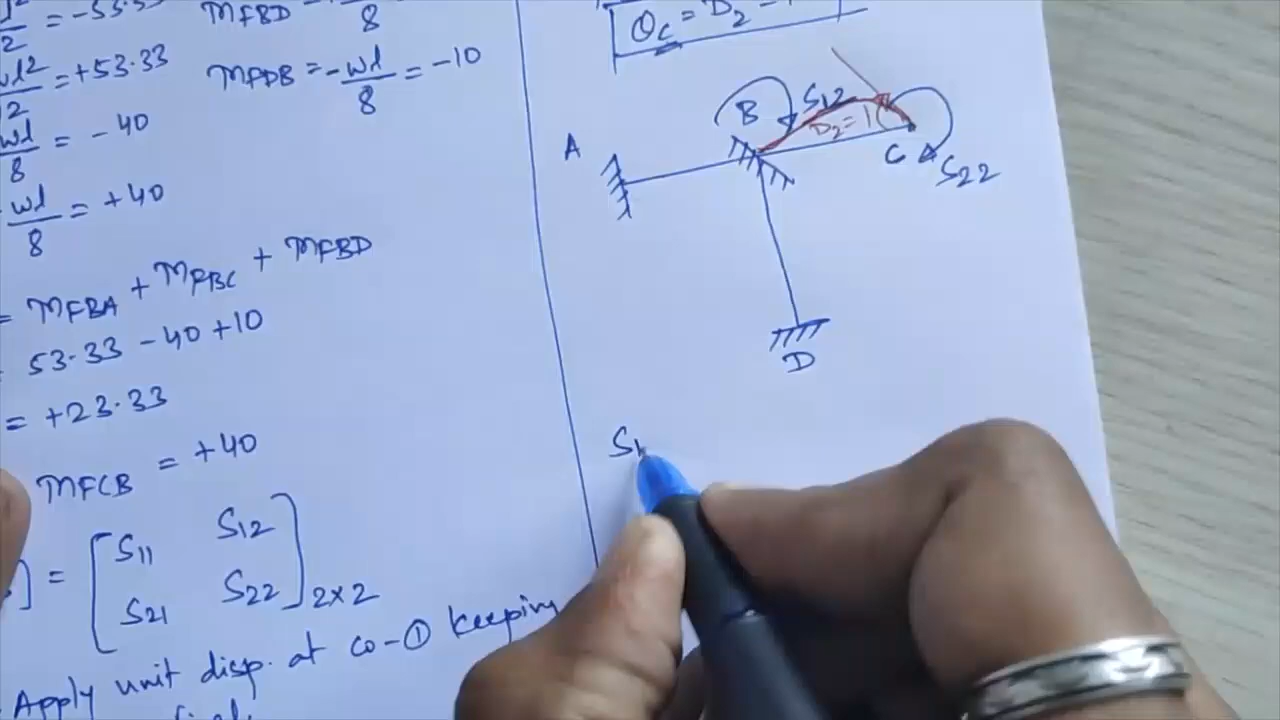 = -53.33 MFBD
8
wl² = +53.33 MFDB = -wl/8 = -10
wl/8 = -40
wl/8 = +40
= MFBA + MFBC + MFBD
53.33 - 40 +10
= +23.33
MFCB = +40
= [S11 S12
S21 S22] 2×2
Apply unit disp. at co-① keeping
θc = D2
B S12
D2=1
A
C
S22
D
S1